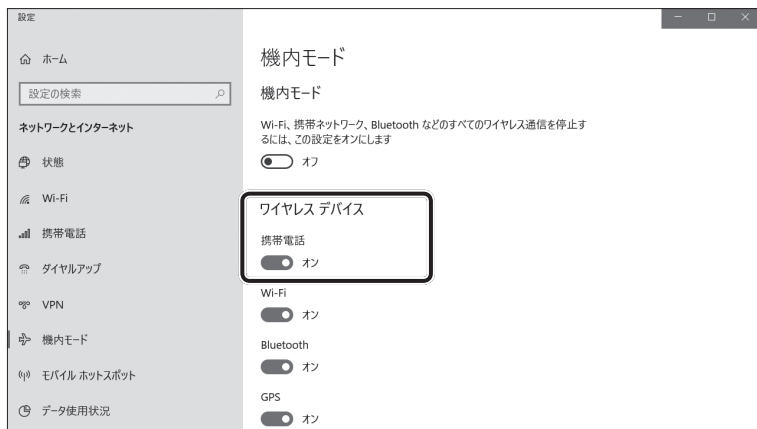 設定
ホーム
設定の検索
ネットワークとインターネット
状態
Wi-Fi
携帯電話
ダイヤルアップ
VPN
機内モード
モバイル ホットスポット
データ使用状況
機内モード
機内モード
Wi-Fi、携帯ネットワーク、Bluetooth などのすべてのワイヤレス通信を停止す
るには、この設定をオンにします
オフ
ワイヤレス デバイス
携帯電話
オン
Wi-Fi
オン
Bluetooth
オン
GPS
オン